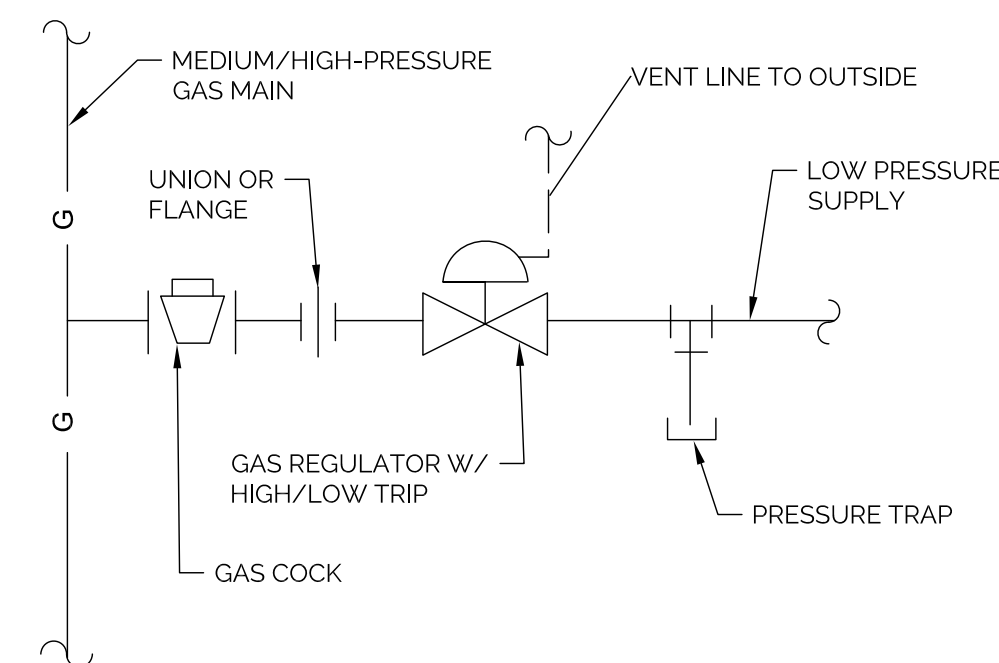 MEDIUM/HIGH-PRESSURE
GAS MAIN
VENT LINE TO OUTSIDE
UNION OR
FLANGE
LOW PRESSURE
SUPPLY
G
G
GAS REGULATOR W/
HIGH/LOW TRIP
PRESSURE TRAP
GAS COCK